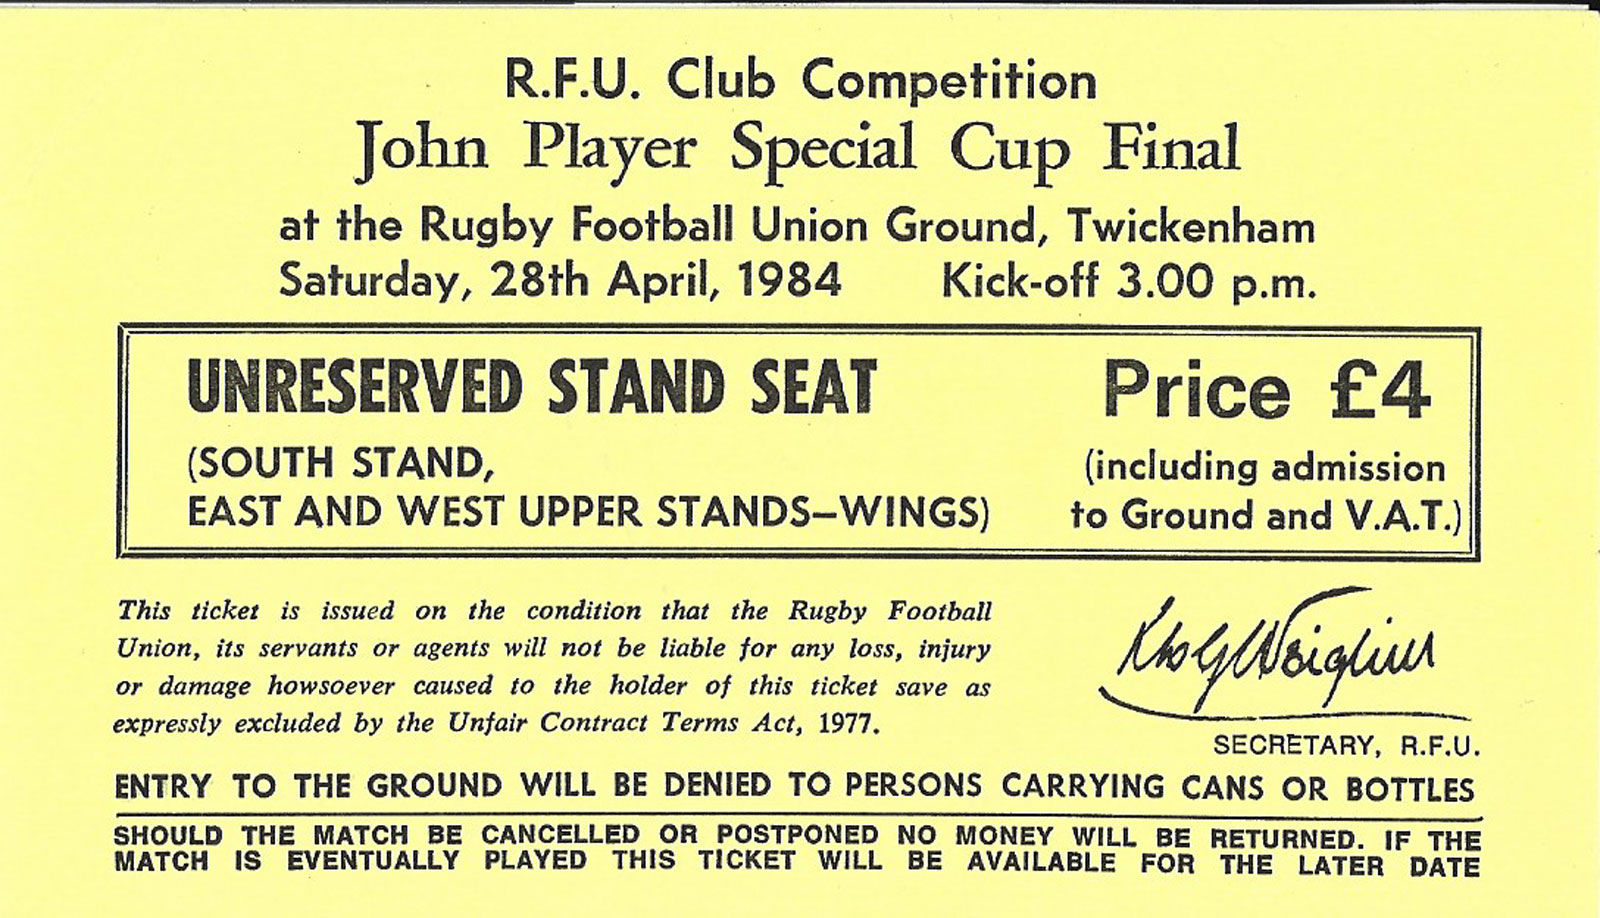 R.F.U. Club Competition
John Player Special Cup Final
at the Rugby Football Union Ground, Twickenham
Saturday, 28th April, 1984 Kick-off 3.00 p.m.
UNRESERVED STAND SEAT Price £4
(SOUTH STAND, (including admission
EAST AND WEST UPPER STANDS–WINGS) to Ground and V.A.T.)
This ticket is issued on the condition that the Rugby Football
Union, its servants or agents will not be liable for any loss, injury
or damage howsoever caused to the holder of this ticket save as
expressly excluded by the Unfair Contract Terms Act, 1977.
SECRETARY, R.F.U.
ENTRY TO THE GROUND WILL BE DENIED TO PERSONS CARRYING CANS OR BOTTLES
SHOULD THE MATCH BE CANCELLED OR POSTPONED NO MONEY WILL BE RETURNED. IF THE
MATCH IS EVENTUALLY PLAYED THIS TICKET WILL BE AVAILABLE FOR THE LATER DATE